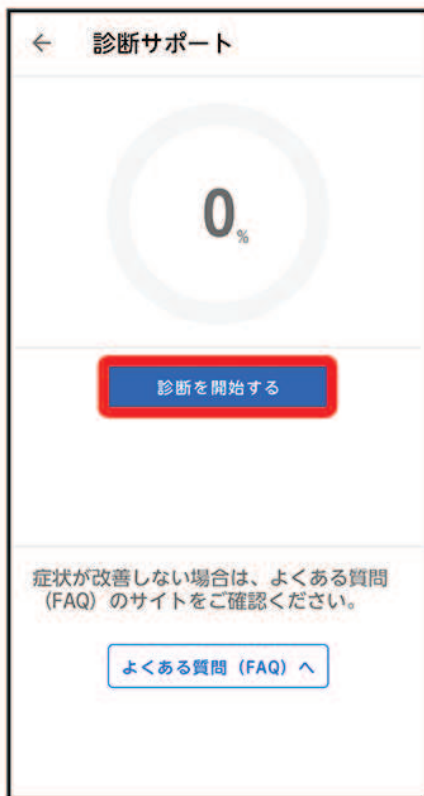 ← 診断サポート
0%
診断を開始する
症状が改善しない場合は、よくある質問
（FAQ）のサイトをご確認ください。
よくある質問（FAQ）へ